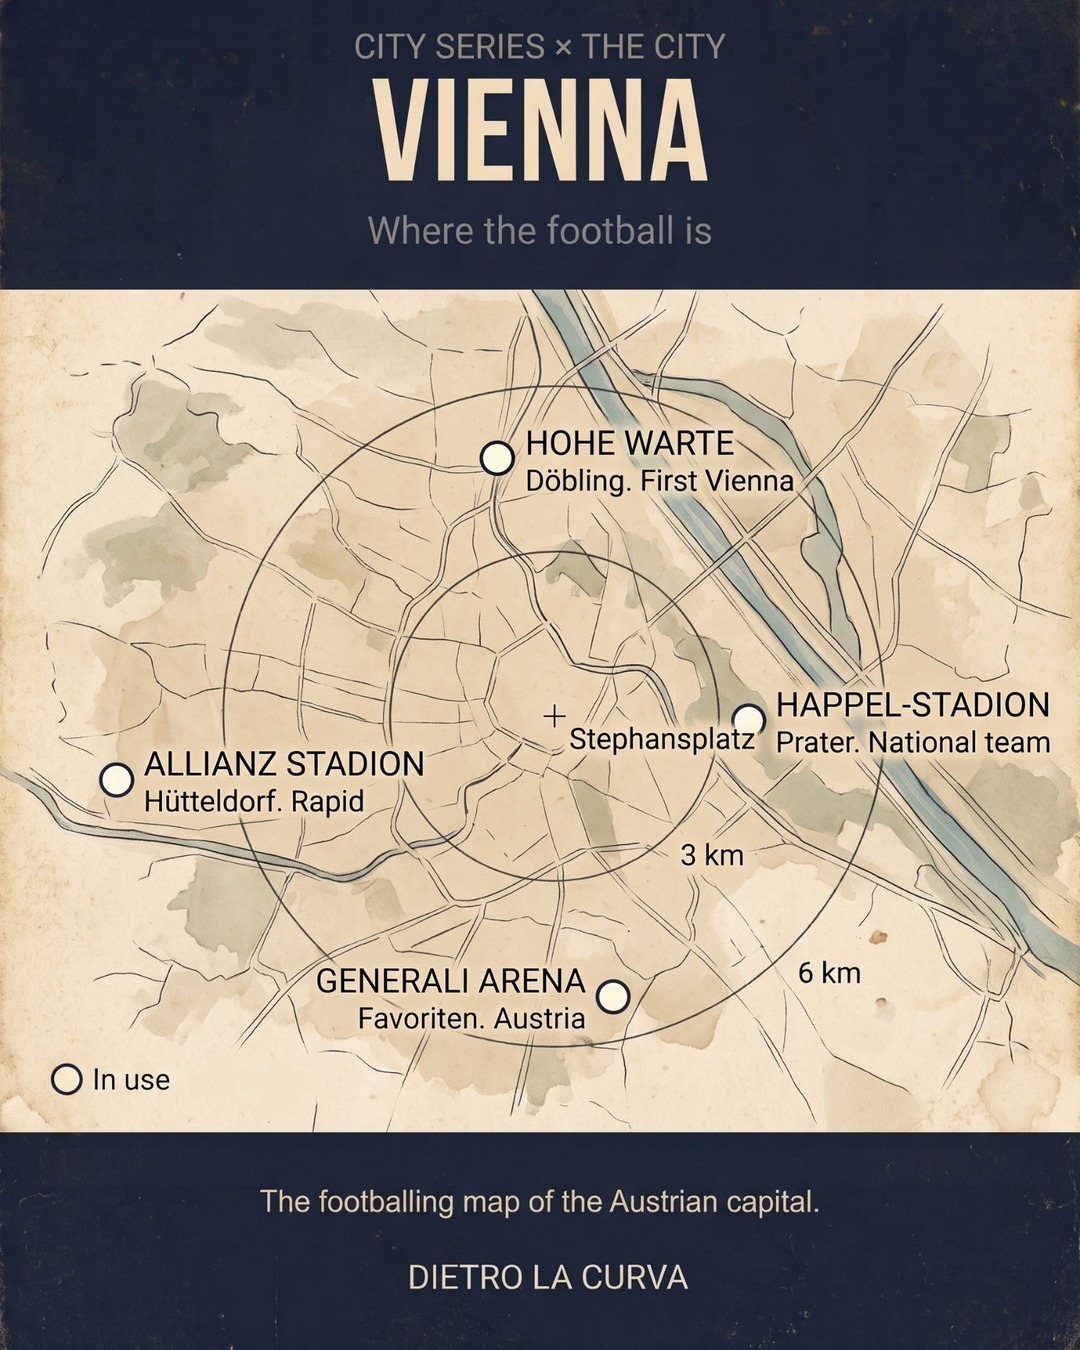 CITY SERIES × THE CITY
VIENNA
Where the football is
HOHE WARTE
Döbling. First Vienna
HAPPEL-STADION
Prater. National team
Stephansplatz
ALLIANZ STADION
Hütteldorf. Rapid
3 km
6 km
GENERALI ARENA
Favoriten. Austria
In use
The footballing map of the Austrian capital.
DIETRO LA CURVA